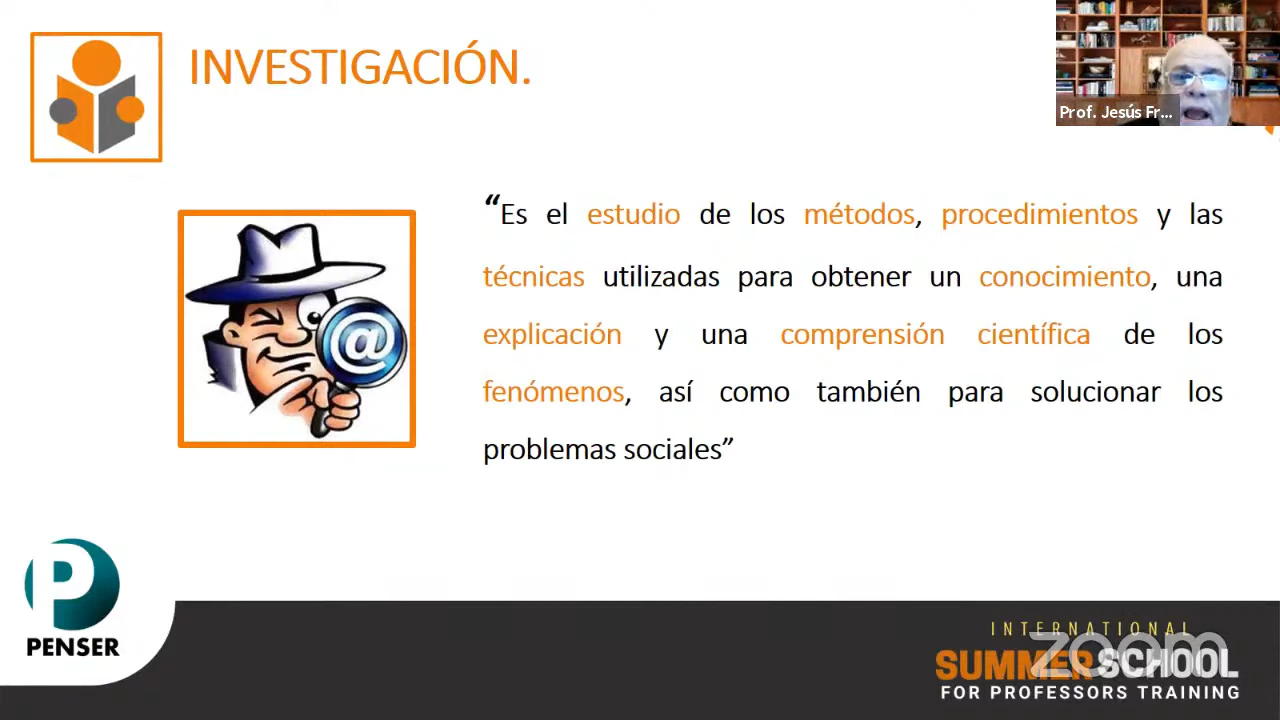 INVESTIGACIÓN.
Prof. Jesús Fr...
“Es el estudio de los métodos, procedimientos y las
técnicas utilizadas para obtener un conocimiento, una
explicación y una comprensión científica de los
fenómenos, así como también para solucionar los
problemas sociales”
@
P
PENSER
INTERNATIONAL
zoom
SUMMER SCHOOL
FOR PROFESSORS TRAINING